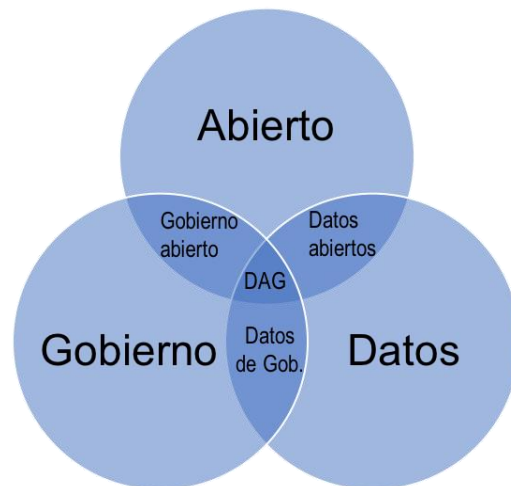 Abierto
Gobierno
abierto
Datos
abiertos
DAG
Gobierno
Datos
de Gob.
Datos